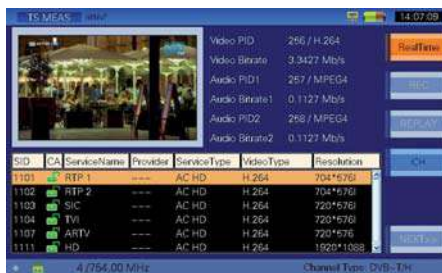 TS MEAS
14:07:09
Video PID 256 / H.264
Video Bitrate 3.3427 Mb/s
Audio PID1 257 / MPEG4
Audio Bitrate1 0.1127 Mb/s
Audio PID2 258 / MPEG4
Audio Bitrate2 0.1127 Mb/s
RealTime
REC
REPLAY
CH
NEXT>>
SID CA ServiceName Provider ServiceType VideoType Resolution
1101 RTP 1 --- AC HD H.264 704*576I
1102 RTP 2 --- AC HD H.264 704*576I
1103 SIC --- AC HD H.264 720*576I
1104 TVI --- AC HD H.264 720*576I
1107 ARTV --- AC HD H.264 720*576
1111 HD --- AC HD H.264 1920*1088
4 /754.00 MHz Channel Type: DVB-T/H